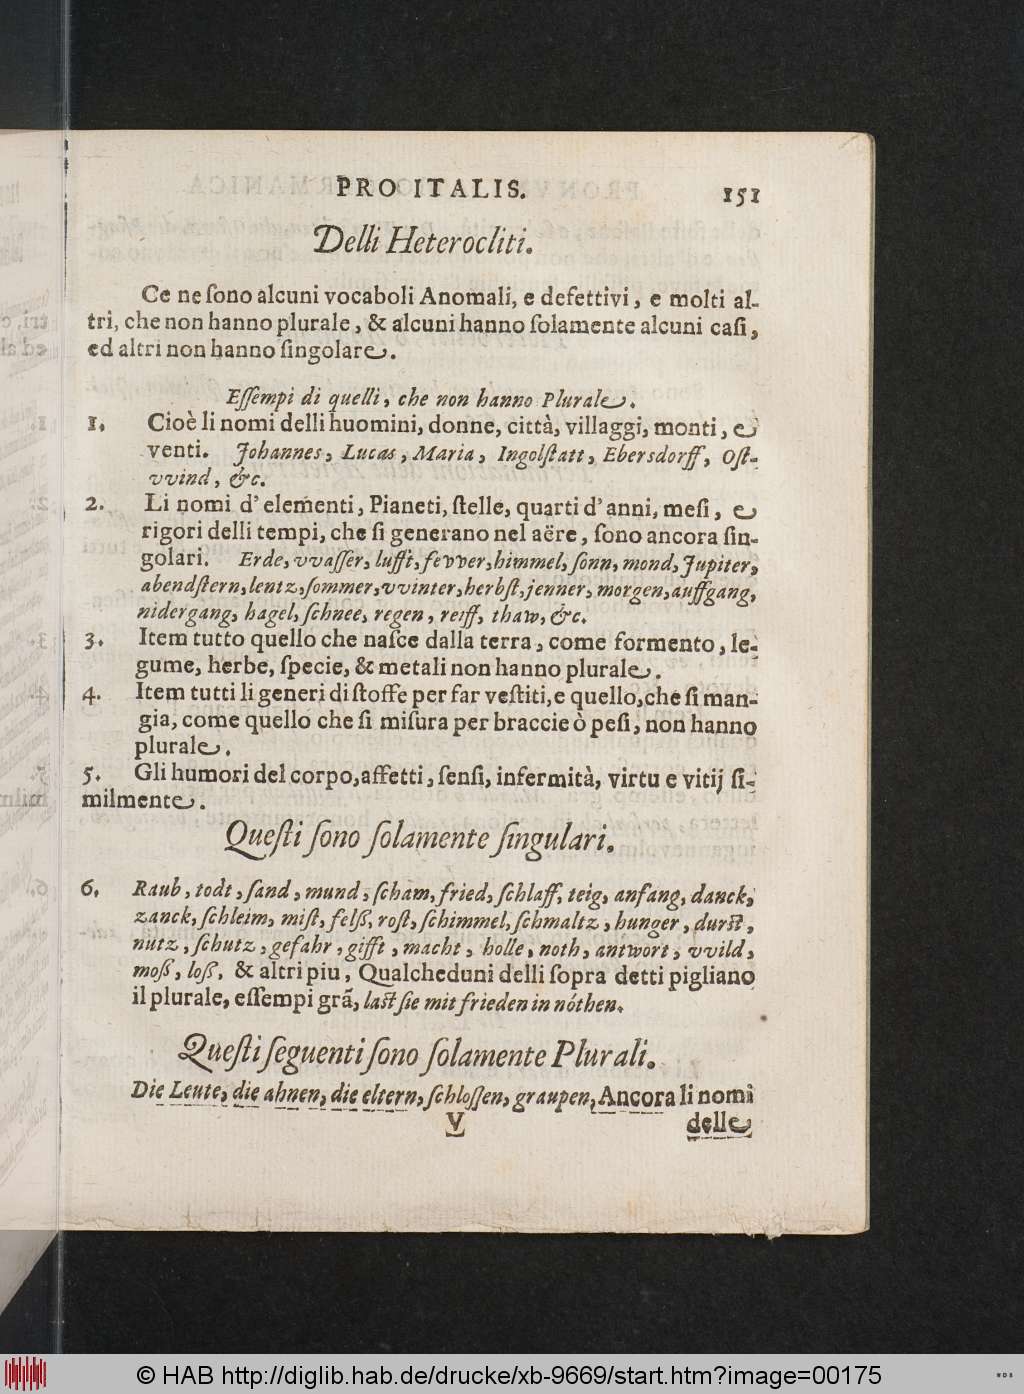 PRO ITALIS. 151
Delli Heterocliti.
Ce ne ſono alcuni vocaboli Anomali, e defettivi, e molti al-
tri, che non hanno plurale, & alcuni hanno ſolamente alcuni caſi,
ed altri non hanno ſingolare.
Eſſempi di quelli, che non hanno Plurale.
1. Cioè li nomi delli huomini, donne, città, villaggi, monti, e
venti. Johannes, Lucas, Maria, Ingolſtatt, Ebersdorff, Oſt-
vvind, &c.
2. Li nomi d' elementi, Pianeti, ſtelle, quarti d' anni, meſi, e
rigori delli tempi, che ſi generano nel aëre, ſono ancora ſin-
golari. Erde, vvaſſer, lufft, fevver, himmel, ſonn, mond, Jupiter,
abendſtern, lentz, ſommer, vvinter, herbſt, jenner, morgen, auffgang,
nidergang, hagel, ſchnee, regen, reiff, thaw, &c.
3. Item tutto quello che naſce dalla terra, come formento, le-
gume, herbe, ſpecie, & metali non hanno plurale.
4. Item tutti li generi di ſtoffe per far veſtiti, e quello, che ſi man-
gia, come quello che ſi miſura per braccie ò peſi, non hanno
plurale.
5. Gli humori del corpo, affetti, ſenſi, infermità, virtu e vitij ſi-
milmente.
Queſti ſono ſolamente ſingulari.
6. Raub, todt, ſand, mund, ſcham, fried, ſchlaff, teig, anfang, danck,
zanck, ſchleim, miſt, felß, roſt, ſchimmel, ſchmaltz, hunger, durſt,
nutz, ſchutz, gefahr, gifft, macht, holle, noth, antwort, vvild,
moß, loß, & altri piu, Qualcheduni delli ſopra detti pigliano
il plurale, eſſempi grã, laſt ſie mit frieden in nóthen.
Queſti ſeguenti ſono ſolamente Plurali.
Die Leute, die ahnen, die eltern, ſchloſſen, graupen, Ancora li nomi
V delle
© HAB http://diglib.hab.de/drucke/xb-9669/start.htm?image=00175